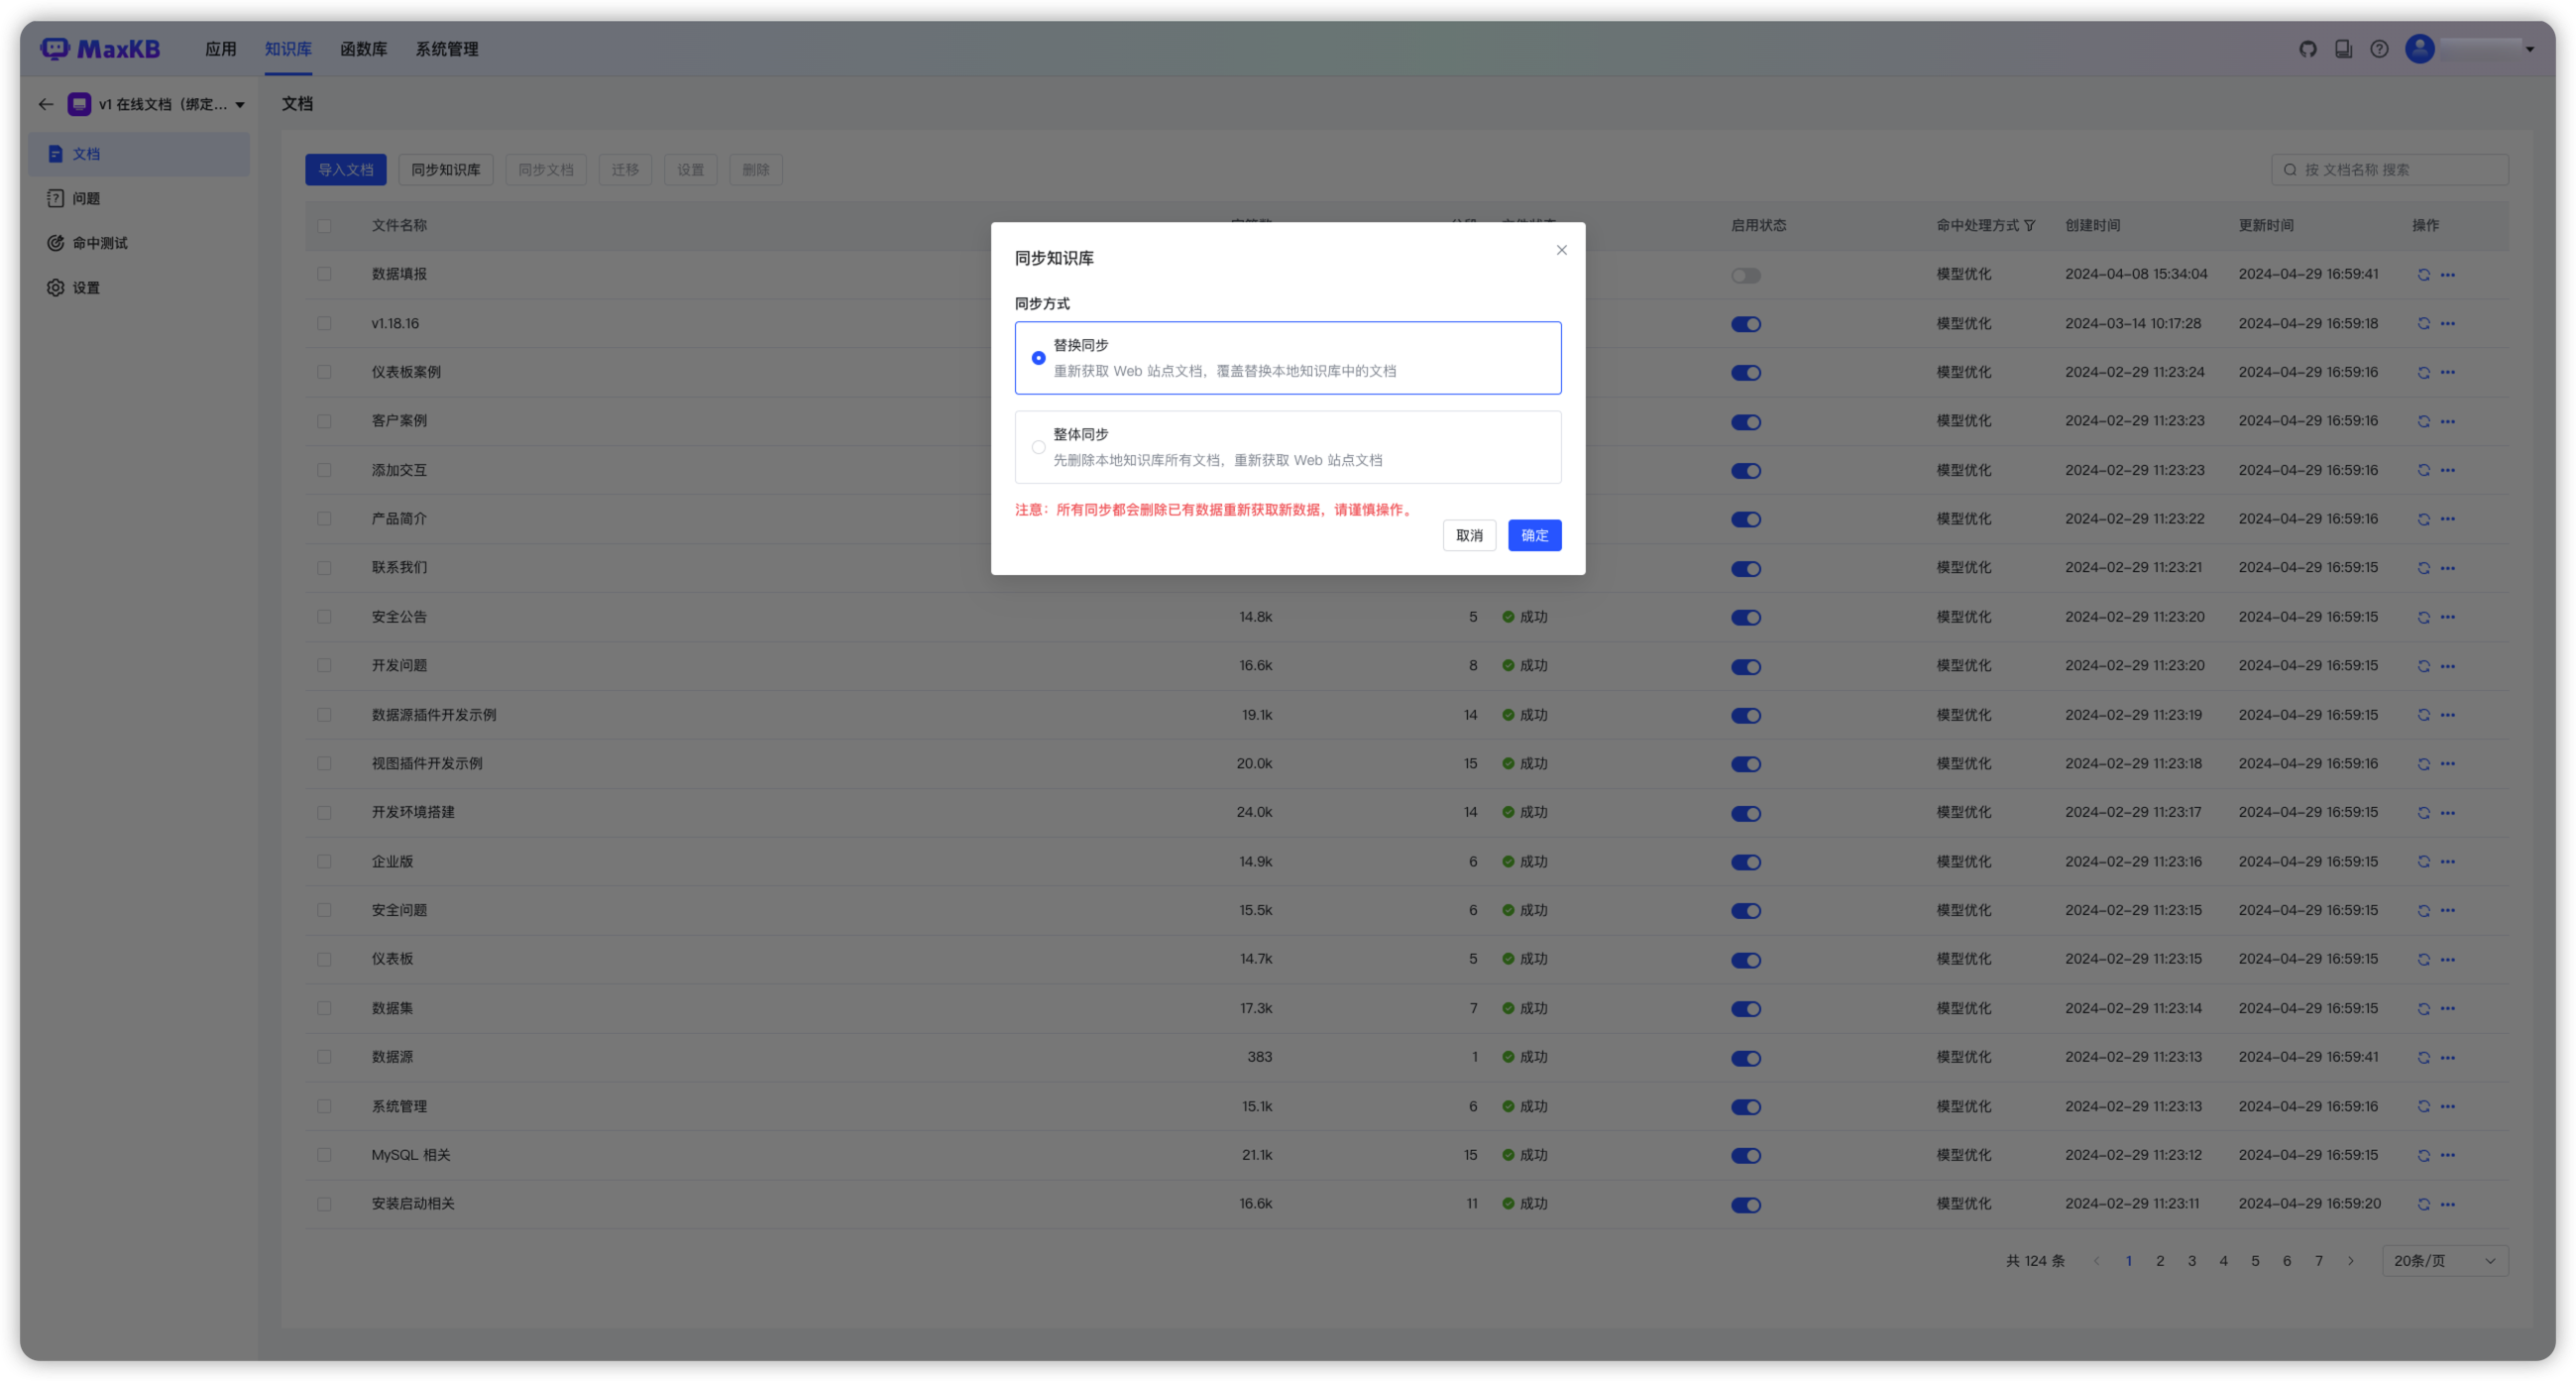 MaxKB 应用 知识库 函数库 系统管理
v1 在线文档（绑定... 文档
文档
问题
命中测试
设置
导入文档 同步知识库 同步文档 迁移 设置 删除 按 文档名称 搜索
文件名称 启用状态 命中处理方式 创建时间 更新时间 操作
同步知识库
同步方式
替换同步
重新获取 Web 站点文档，覆盖替换本地知识库中的文档
整体同步
先删除本地知识库所有文档，重新获取 Web 站点文档
注意：所有同步都会删除已有数据重新获取新数据，请谨慎操作。
取消 确定
数据填报 模型优化 2024-04-08 15:34:04 2024-04-29 16:59:41
v1.18.16 模型优化 2024-03-14 10:17:28 2024-04-29 16:59:18
仪表板案例 模型优化 2024-02-29 11:23:24 2024-04-29 16:59:16
客户案例 模型优化 2024-02-29 11:23:23 2024-04-29 16:59:16
添加交互 模型优化 2024-02-29 11:23:23 2024-04-29 16:59:16
产品简介 模型优化 2024-02-29 11:23:22 2024-04-29 16:59:16
联系我们 模型优化 2024-02-29 11:23:21 2024-04-29 16:59:15
安全公告 14.8k 5 成功 模型优化 2024-02-29 11:23:20 2024-04-29 16:59:15
开发问题 16.6k 8 成功 模型优化 2024-02-29 11:23:20 2024-04-29 16:59:15
数据源插件开发示例 19.1k 14 成功 模型优化 2024-02-29 11:23:19 2024-04-29 16:59:15
视图插件开发示例 20.0k 15 成功 模型优化 2024-02-29 11:23:18 2024-04-29 16:59:16
开发环境搭建 24.0k 14 成功 模型优化 2024-02-29 11:23:17 2024-04-29 16:59:15
企业版 14.9k 6 成功 模型优化 2024-02-29 11:23:16 2024-04-29 16:59:15
安全问题 15.5k 6 成功 模型优化 2024-02-29 11:23:15 2024-04-29 16:59:15
仪表板 14.7k 5 成功 模型优化 2024-02-29 11:23:15 2024-04-29 16:59:15
数据集 17.3k 7 成功 模型优化 2024-02-29 11:23:14 2024-04-29 16:59:15
数据源 383 1 成功 模型优化 2024-02-29 11:23:13 2024-04-29 16:59:41
系统管理 15.1k 6 成功 模型优化 2024-02-29 11:23:13 2024-04-29 16:59:16
MySQL 相关 21.1k 15 成功 模型优化 2024-02-29 11:23:12 2024-04-29 16:59:15
安装启动相关 16.6k 11 成功 模型优化 2024-02-29 11:23:11 2024-04-29 16:59:20
共 124 条 1 2 3 4 5 6 7 20条/页